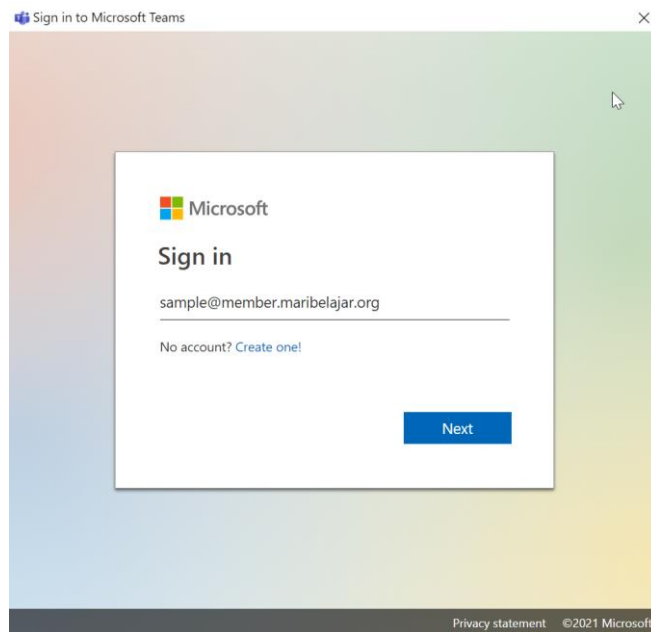 Sign in to Microsoft Teams
Microsoft
Sign in
sample@member.maribelajar.org
No account? Create one!
Next
Privacy statement ©2021 Microsoft